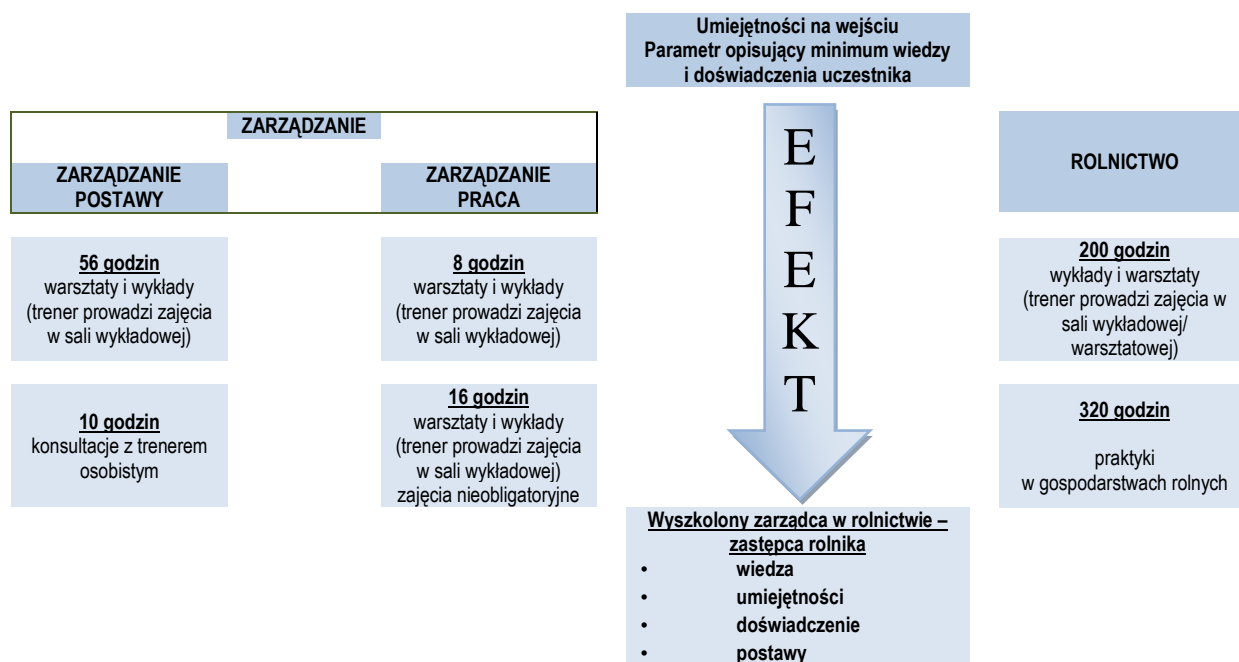 Umiejętności na wejściu
Parametr opisujący minimum wiedzy
i doświadczenia uczestnika
ZARZĄDZANIE
ZARZĄDZANIE
POSTAWY
ZARZĄDZANIE
PRACA
56 godzin
warsztaty i wykłady
(trener prowadzi zajęcia
w sali wykładowej)
8 godzin
warsztaty i wykłady
(trener prowadzi zajęcia
w sali wykładowej)
10 godzin
konsultacje z trenerem
osobistym
16 godzin
warsztaty i wykłady
(trener prowadzi zajęcia
w sali wykładowej)
zajęcia nieobligatoryjne
E
F
E
K
T
ROLNICTWO
200 godzin
wykłady i warsztaty
(trener prowadzi zajęcia w
sali wykładowej/
warsztatowej)
320 godzin
praktyki
w gospodarstwach rolnych
Wyszkolony zarządca w rolnictwie –
zastępca rolnika
• wiedza
• umiejętności
• doświadczenie
• postawy